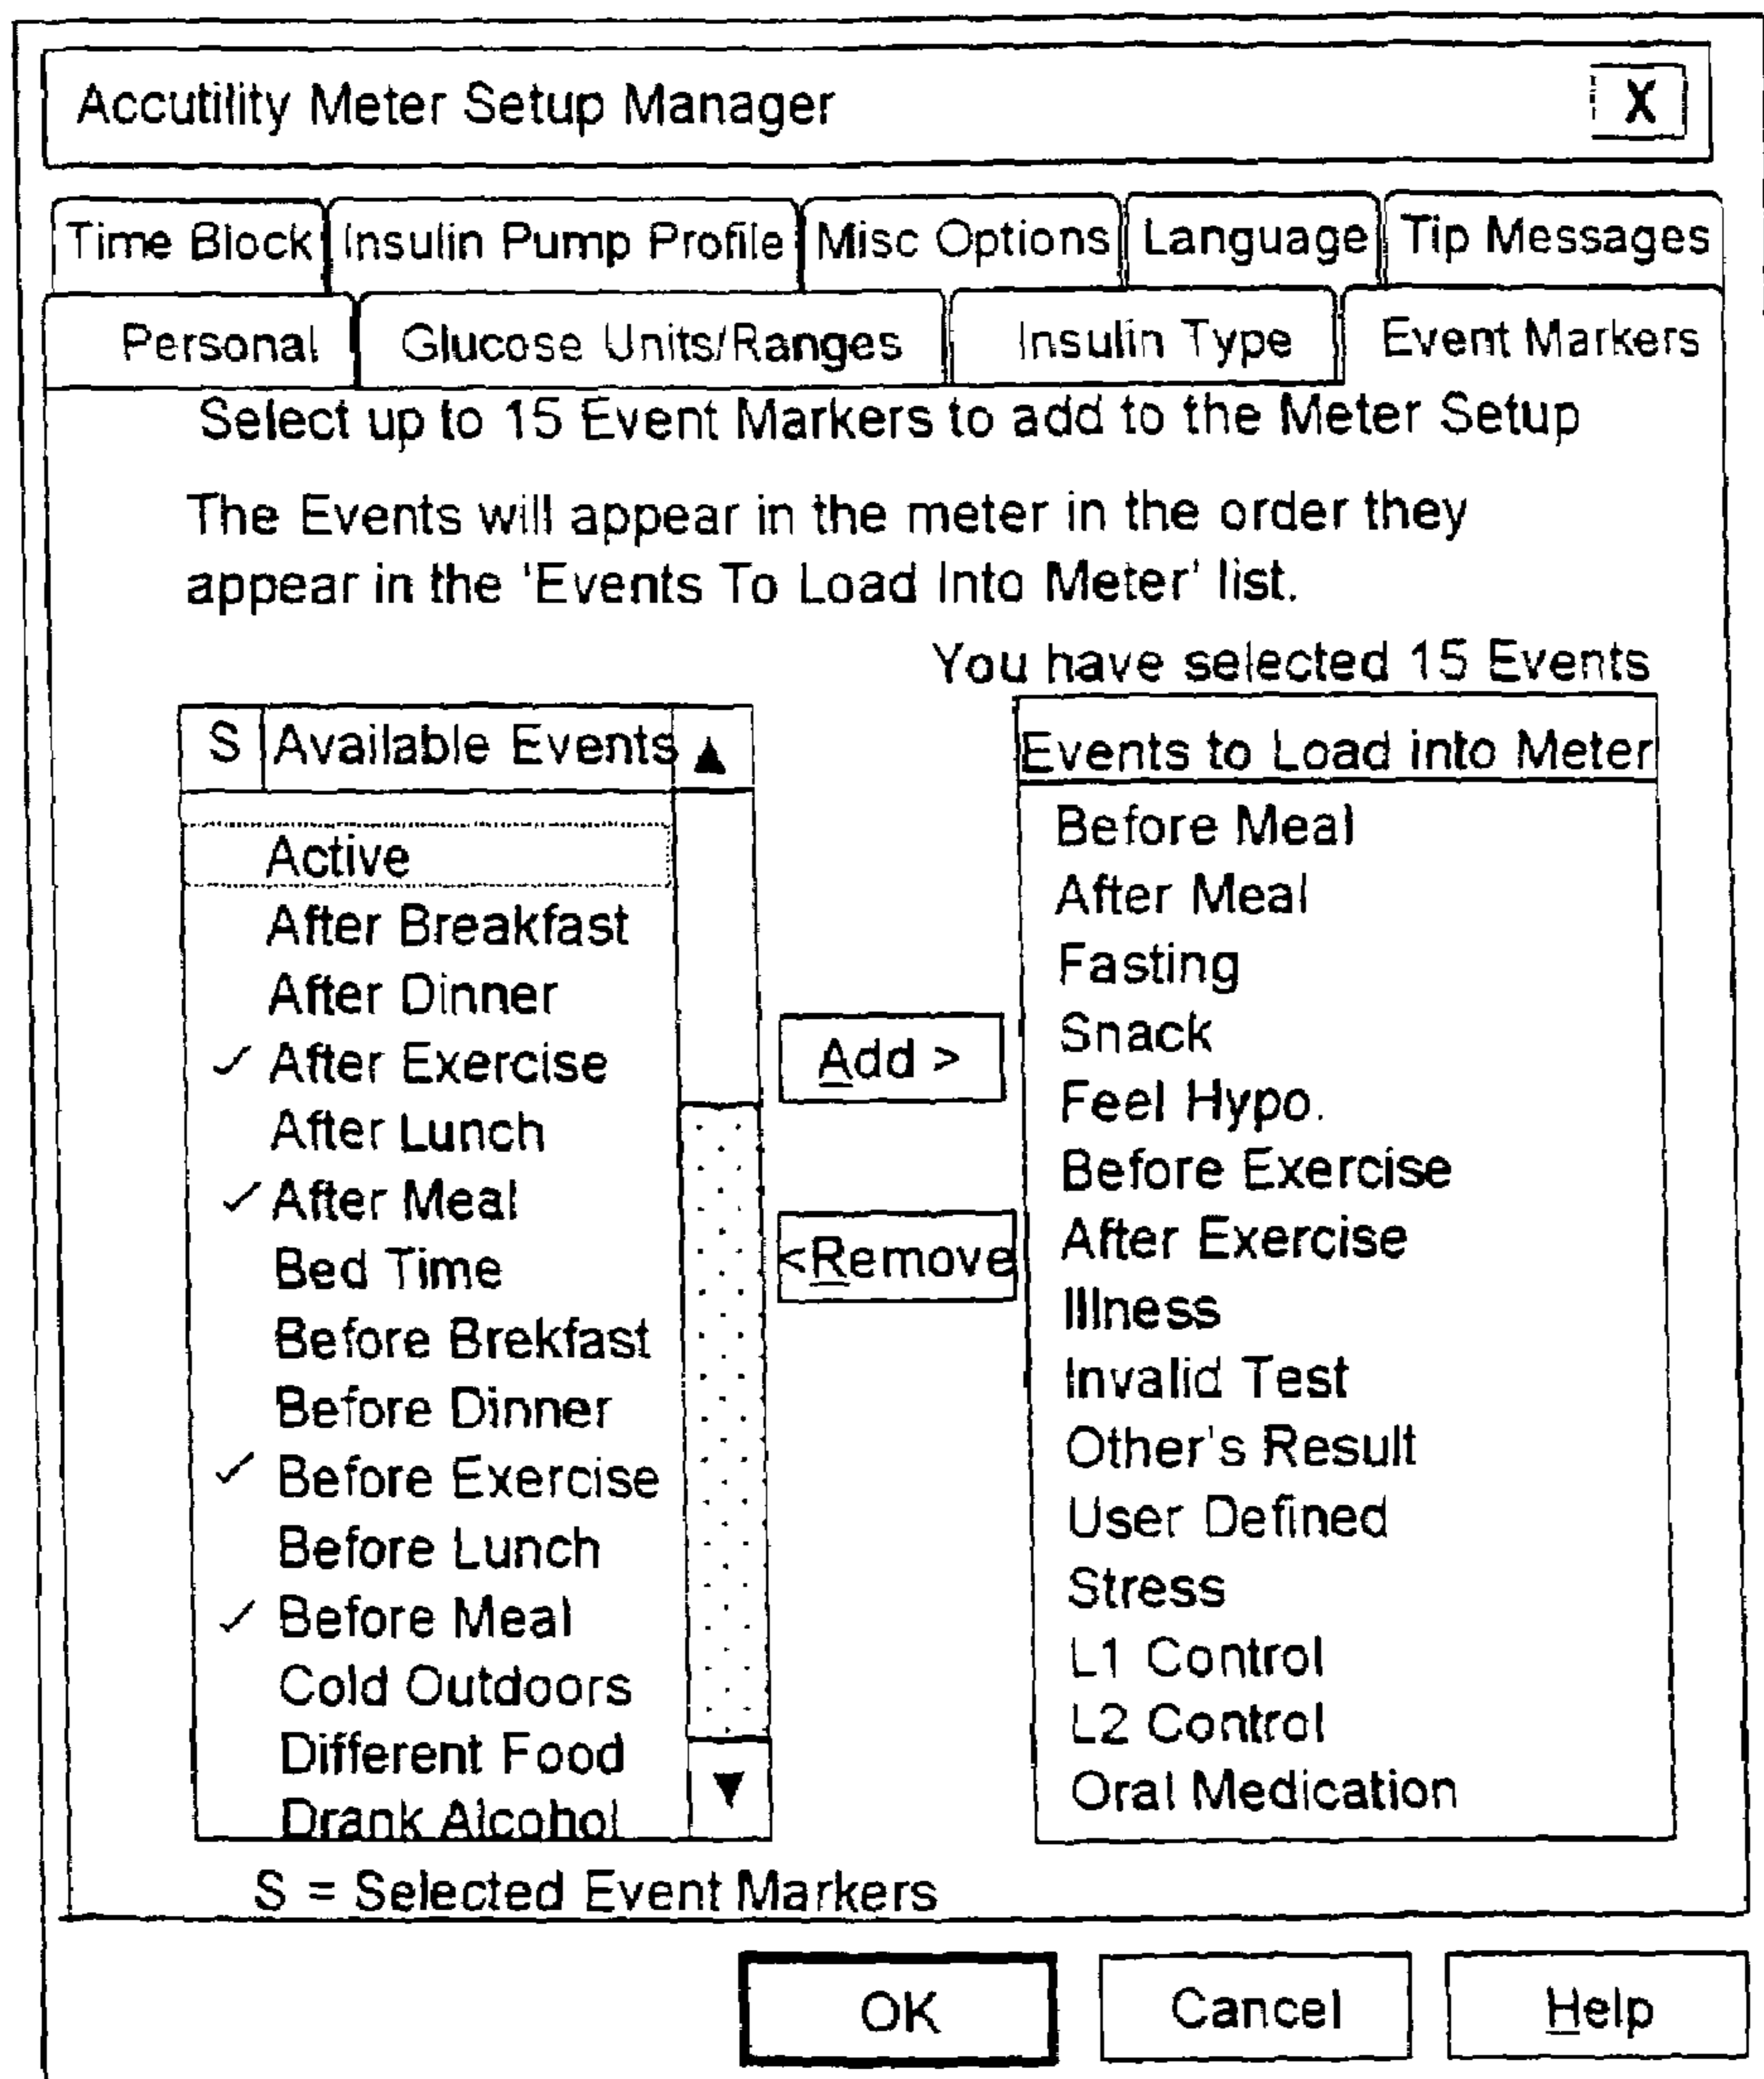 Accutility Meter Setup Manager X
Time Block Insulin Pump Profile Misc Options Language Tip Messages
Personal Glucose Units/Ranges Insulin Type Event Markers
Select up to 15 Event Markers to add to the Meter Setup
The Events will appear in the meter in the order they
appear in the 'Events To Load Into Meter' list.
You have selected 15 Events
S Available Events
Active
After Breakfast
After Dinner
✓ After Exercise
After Lunch
✓ After Meal
Bed Time
Before Brekfast
Before Dinner
✓ Before Exercise
Before Lunch
✓ Before Meal
Cold Outdoors
Different Food
Drank Alcohol
Add >
<Remove
Events to Load into Meter
Before Meal
After Meal
Fasting
Snack
Feel Hypo.
Before Exercise
After Exercise
Illness
Invalid Test
Other's Result
User Defined
Stress
L1 Control
L2 Control
Oral Medication
S = Selected Event Markers
OK Cancel Help